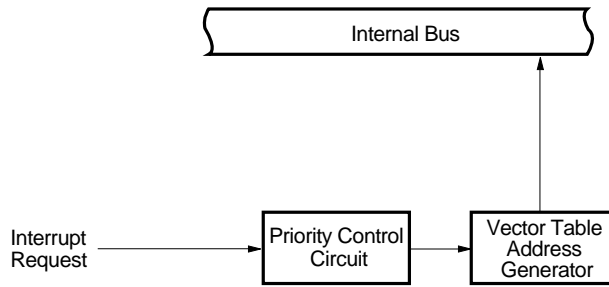 Internal Bus
Interrupt
Request
Priority Control
Circuit
Vector Table
Address
Generator